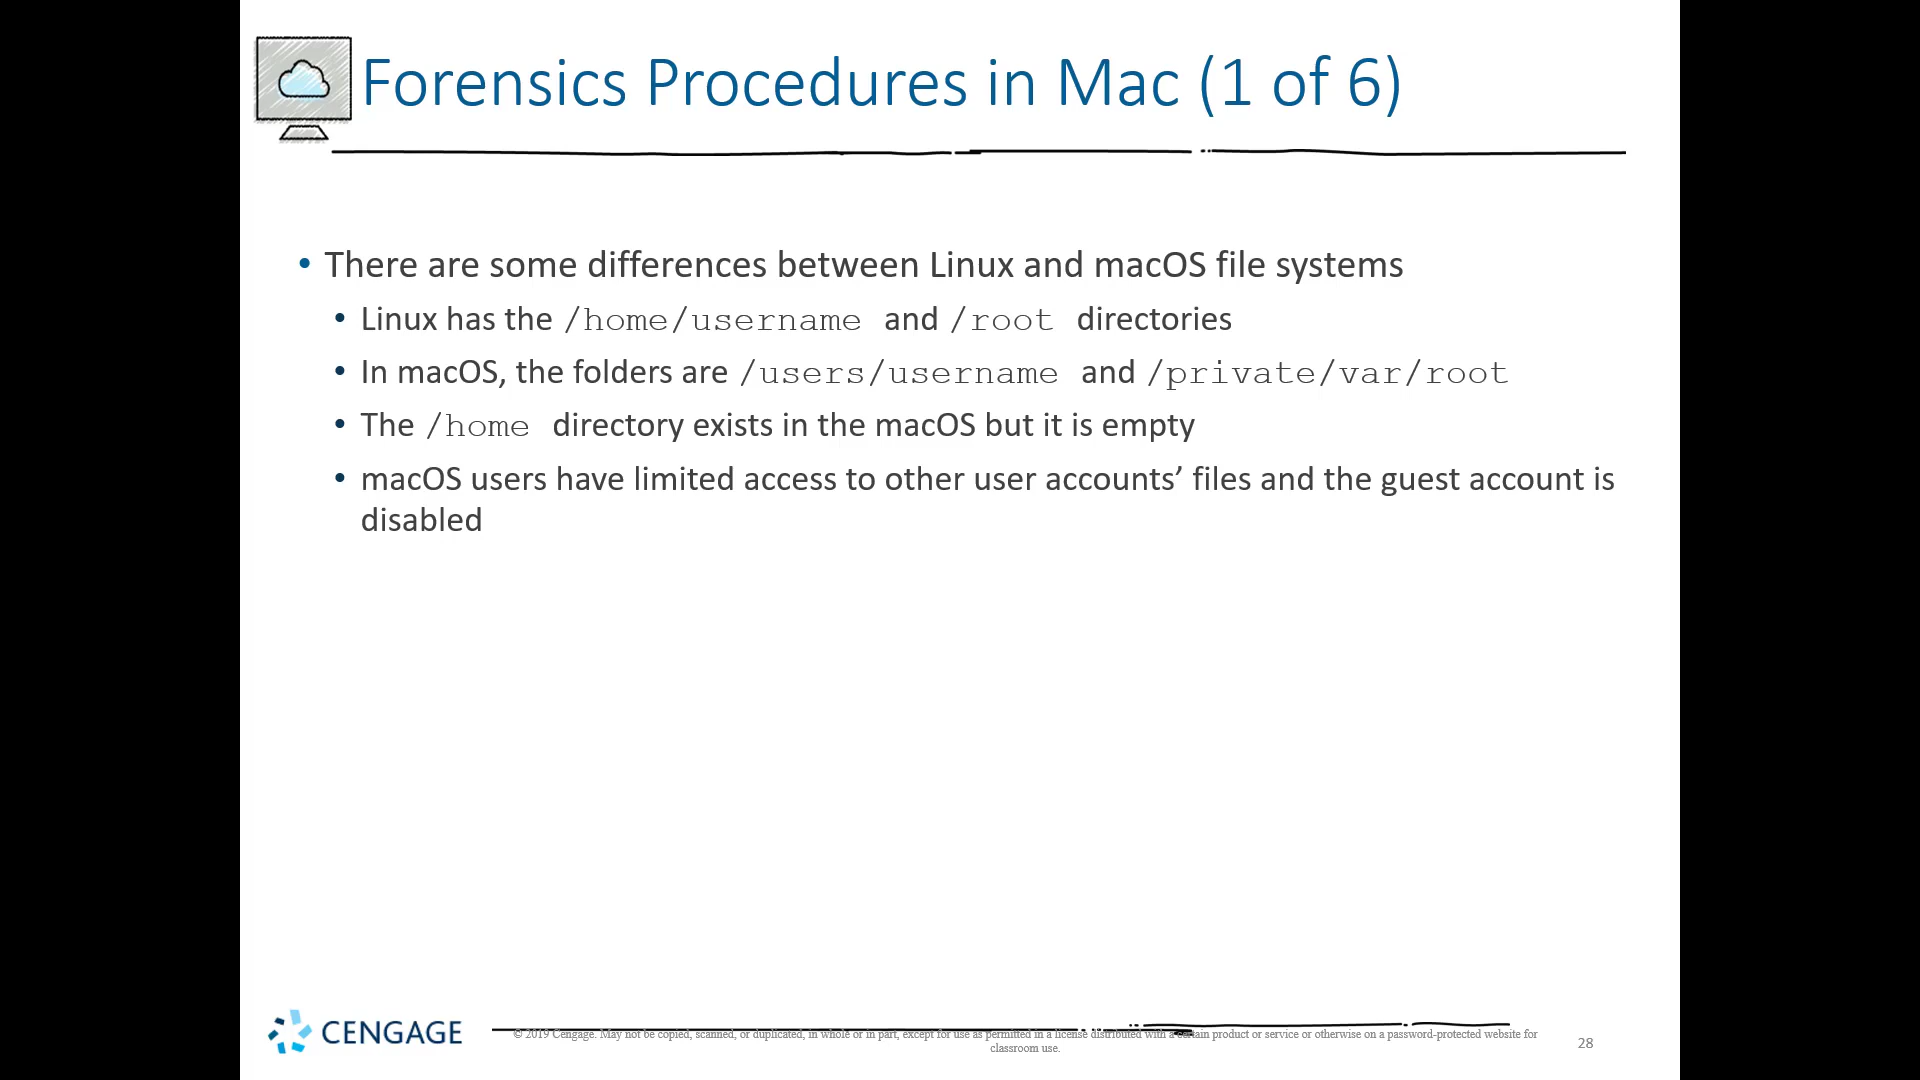 Forensics Procedures in Mac (1 of 6)
• There are some differences between Linux and macOS file systems
• Linux has the /home/username and /root directories
• In macOS, the folders are /users/username and /private/var/root
• The /home directory exists in the macOS but it is empty
• macOS users have limited access to other user accounts’ files and the guest account is
disabled
CENGAGE
© 2019 Cengage. May not be copied, scanned, or duplicated, in whole or in part, except for use as permitted in a license distributed with a certain product or service or otherwise on a password-protected website for
classroom use.
28